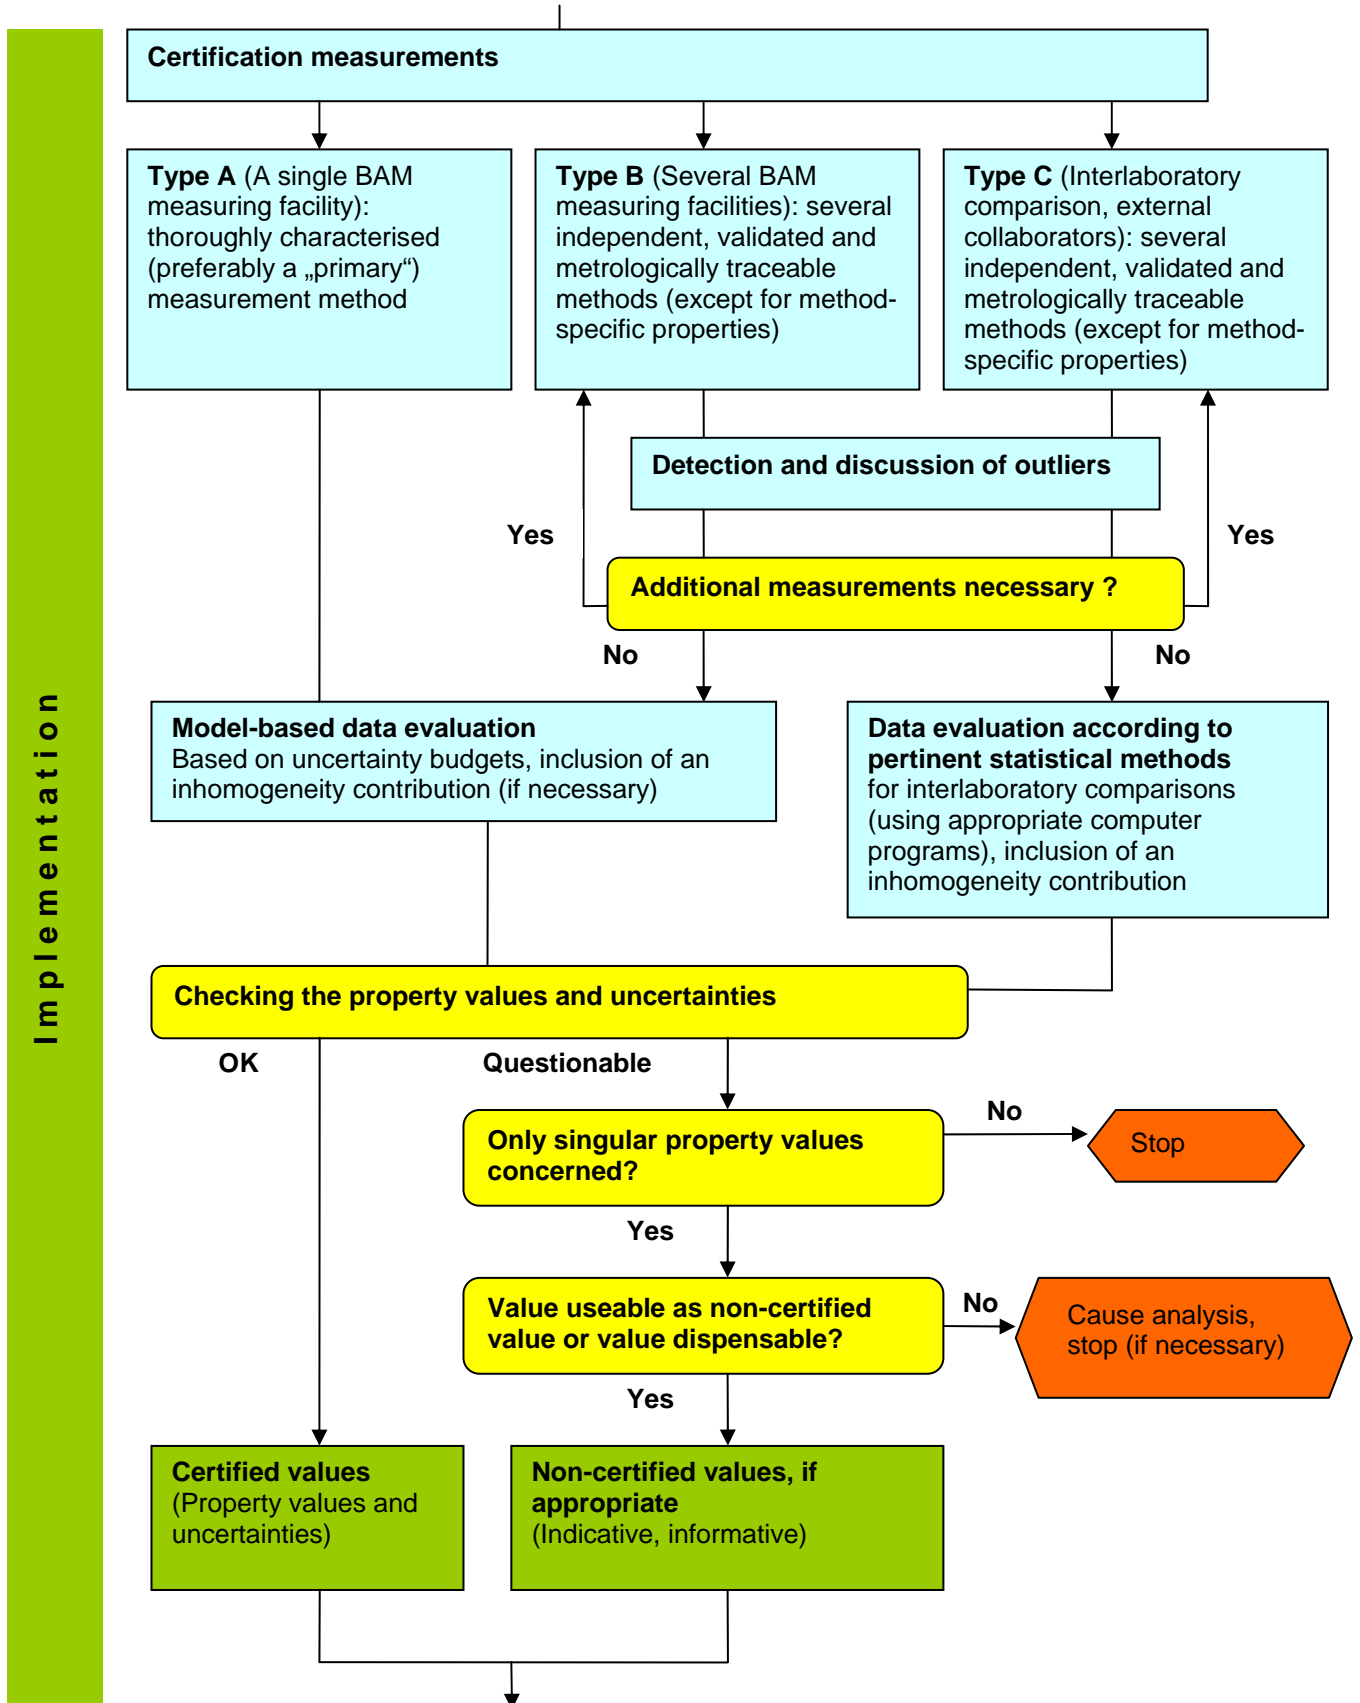 Implementation
Certification measurements
Type A (A single BAM
measuring facility):
thoroughly characterised
(preferably a „primary“)
measurement method
Type B (Several BAM
measuring facilities): several
independent, validated and
metrologically traceable
methods (except for method-
specific properties)
Type C (Interlaboratory
comparison, external
collaborators): several
independent, validated and
metrologically traceable
methods (except for method-
specific properties)
Detection and discussion of outliers
Yes
Yes
Additional measurements necessary ?
No
No
Model-based data evaluation
Based on uncertainty budgets, inclusion of an
inhomogeneity contribution (if necessary)
Data evaluation according to
pertinent statistical methods
for interlaboratory comparisons
(using appropriate computer
programs), inclusion of an
inhomogeneity contribution
Checking the property values and uncertainties
OK
Questionable
Only singular property values
concerned?
No
Stop
Yes
Value useable as non-certified
value or value dispensable?
No
Cause analysis,
stop (if necessary)
Yes
Certified values
(Property values and
uncertainties)
Non-certified values, if
appropriate
(Indicative, informative)